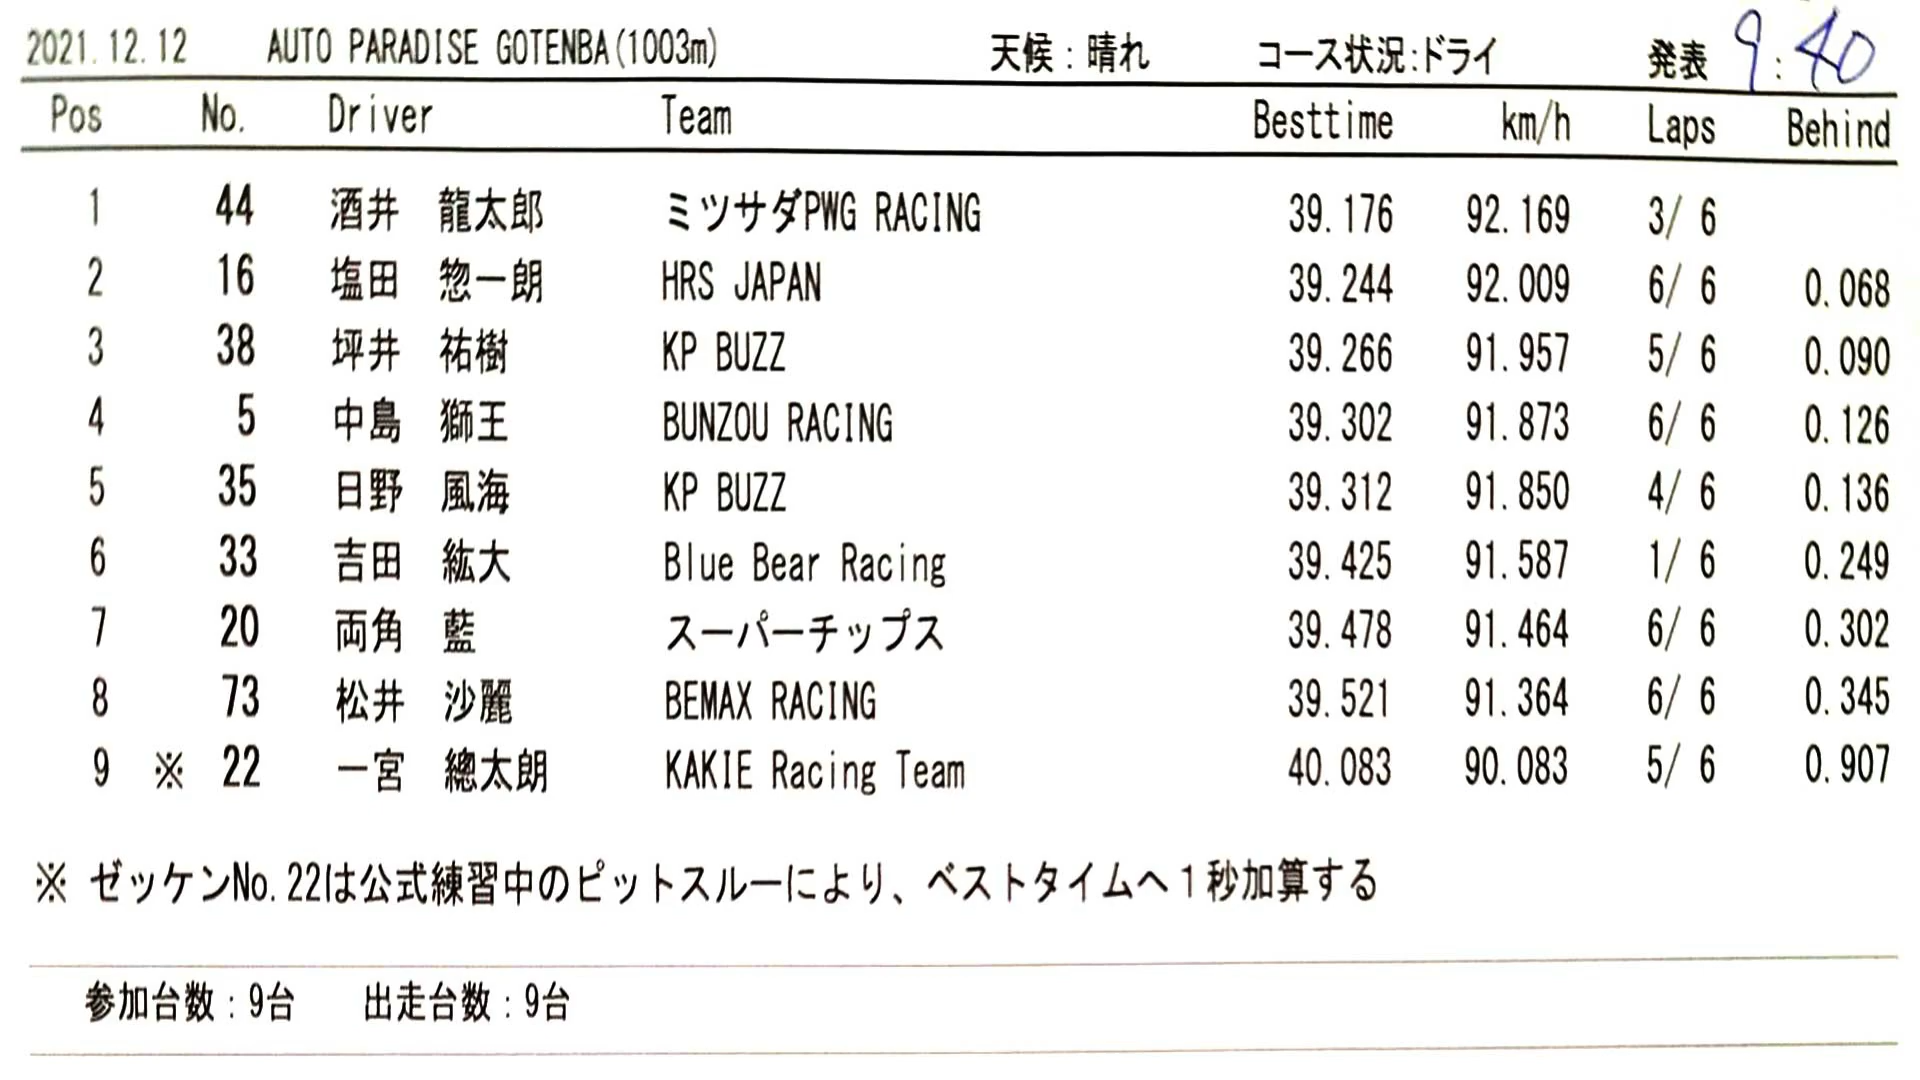 2021.12.12 AUTO PARADISE GOTENBA(1003m) 天候：晴れ コース状況:ドライ 発表 9:40
Pos No. Driver Team Besttime km/h Laps Behind
1 44 酒井 龍太郎 ミツサダPWG RACING 39.176 92.169 3/ 6
2 16 塩田 惣一朗 HRS JAPAN 39.244 92.009 6/ 6 0.068
3 38 坪井 祐樹 KP BUZZ 39.266 91.957 5/ 6 0.090
4 5 中島 獅王 BUNZOU RACING 39.302 91.873 6/ 6 0.126
5 35 日野 風海 KP BUZZ 39.312 91.850 4/ 6 0.136
6 33 吉田 紘大 Blue Bear Racing 39.425 91.587 1/ 6 0.249
7 20 両角 藍 スーパーチップス 39.478 91.464 6/ 6 0.302
8 73 松井 沙麗 BEMAX RACING 39.521 91.364 6/ 6 0.345
9 ※ 22 一宮 總太朗 KAKIE Racing Team 40.083 90.083 5/ 6 0.907
※ ゼッケンNo.22は公式練習中のピットスルーにより、ベストタイムへ１秒加算する
参加台数：9台 出走台数：9台